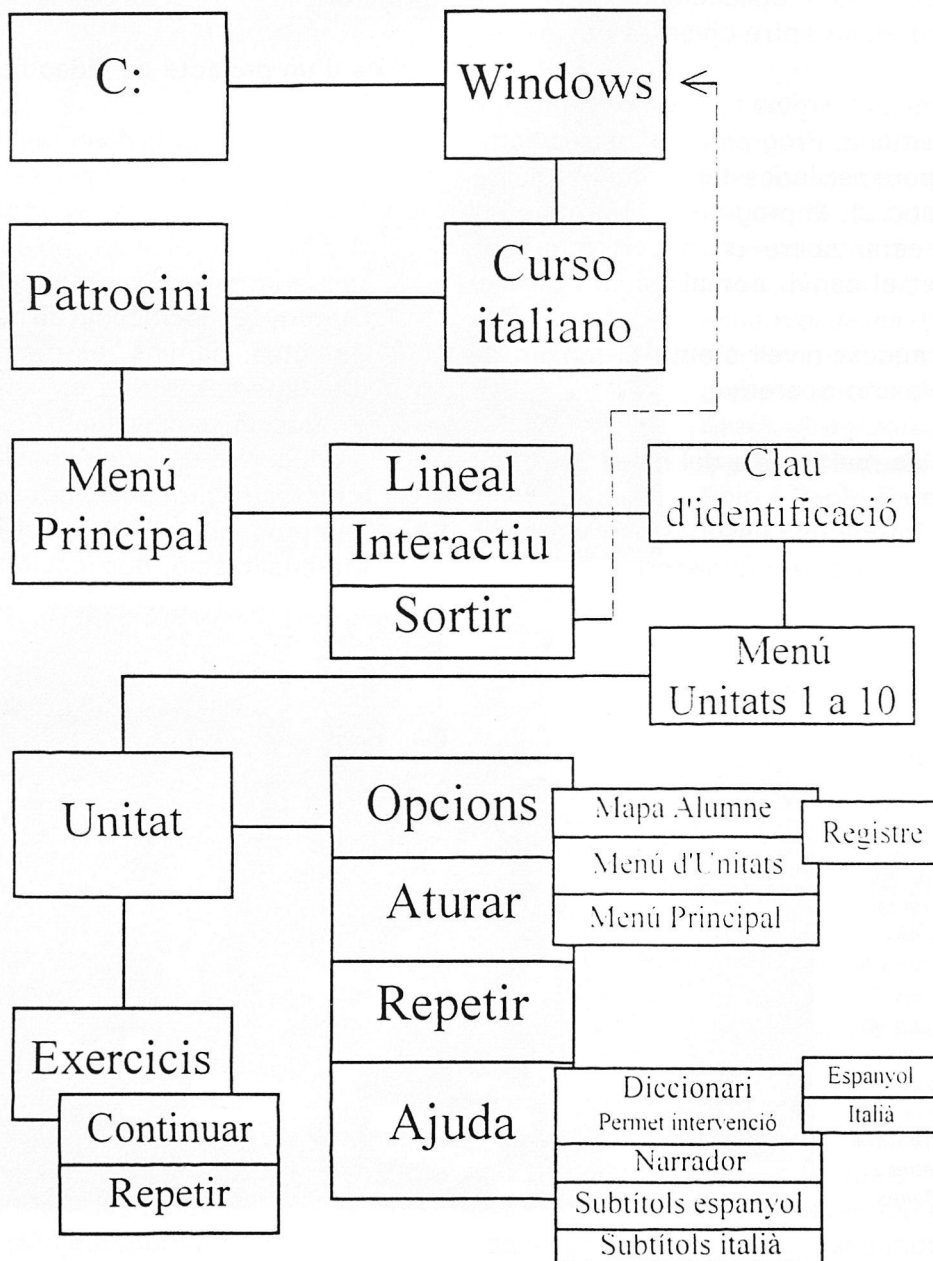 C:
Windows
Patrocini
Curso
italiano
Menú
Principal
Lineal
Interactiu
Sortir
Clau
d'identificació
Menú
Unitats 1 a 10
Unitat
Opcions
Aturar
Repetir
Ajuda
Mapa Alumne
Menú d'Unitats
Menú Principal
Registre
Exercicis
Continuar
Repetir
Diccionari
Permet intervenció
Narrador
Subtítols espanyol
Subtítols italià
Espanyol
Italià